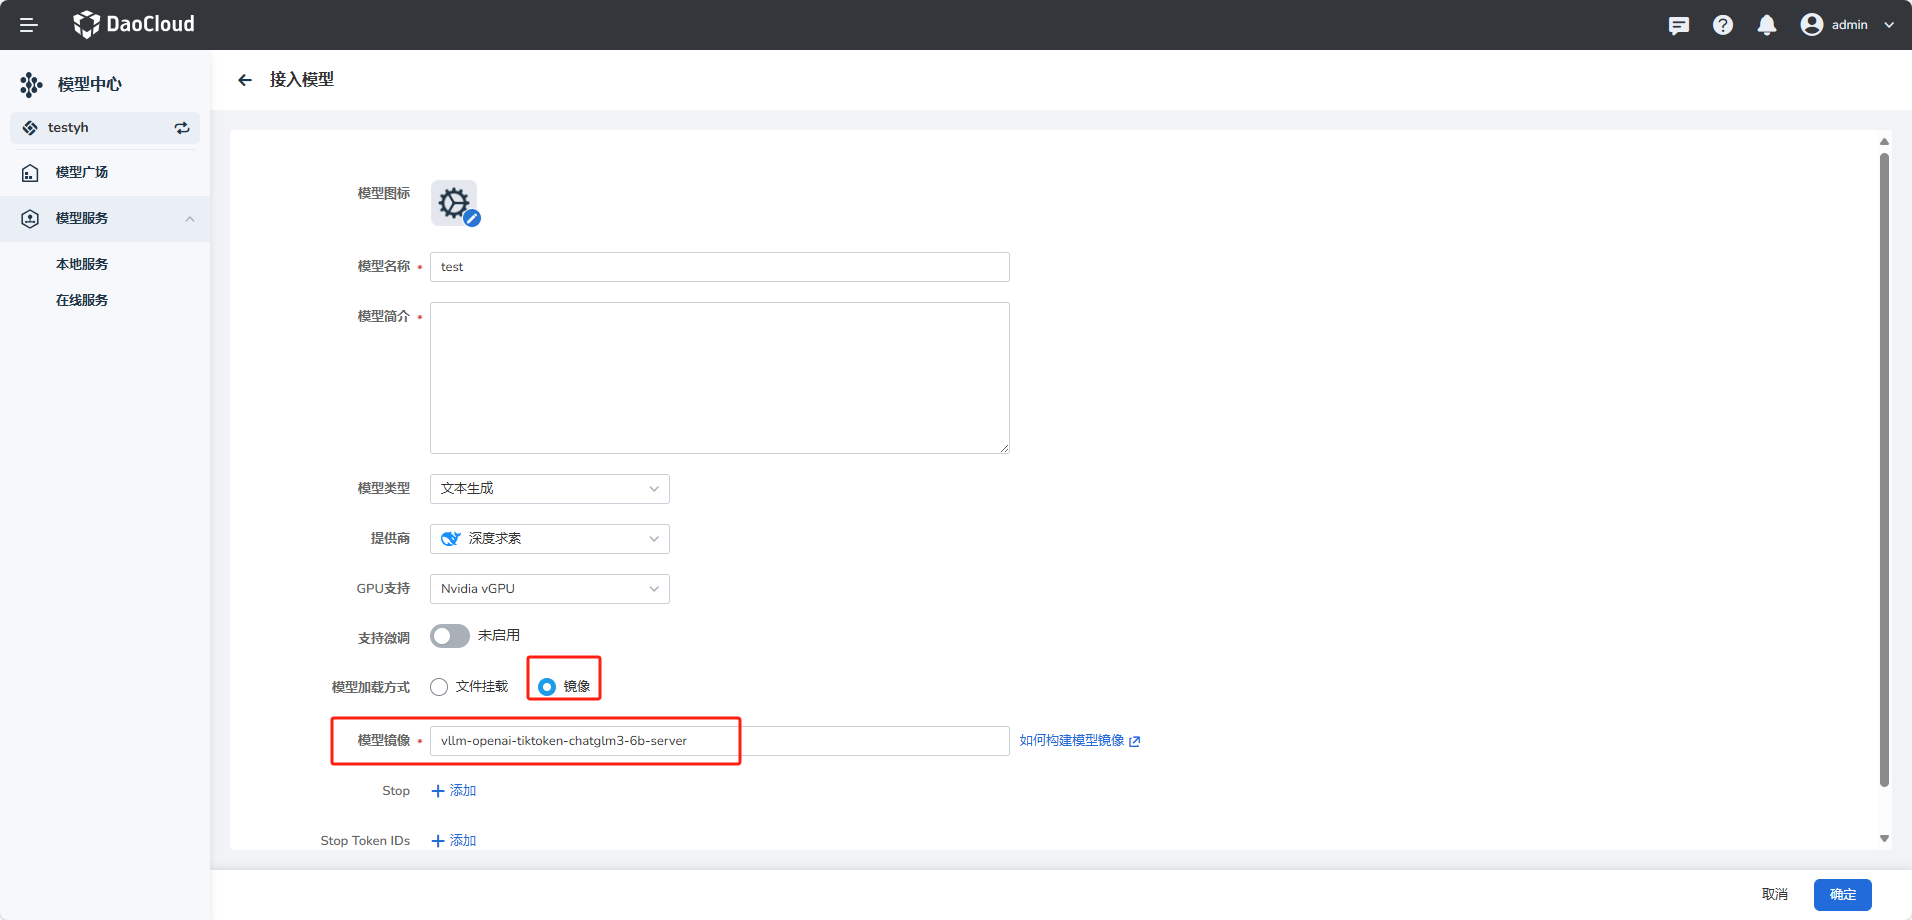 DaoCloud
admin
模型中心
testyh
模型广场
模型服务
本地服务
在线服务
接入模型
模型图标
模型名称 * test
模型简介 *
模型类型 文本生成
提供商 深度求索
GPU支持 Nvidia vGPU
支持微调 未启用
模型加载方式 文件挂载 镜像
模型镜像 * vllm-openai-tiktoken-chatglm3-6b-server 如何构建模型镜像
Stop + 添加
Stop Token IDs + 添加
取消 确定